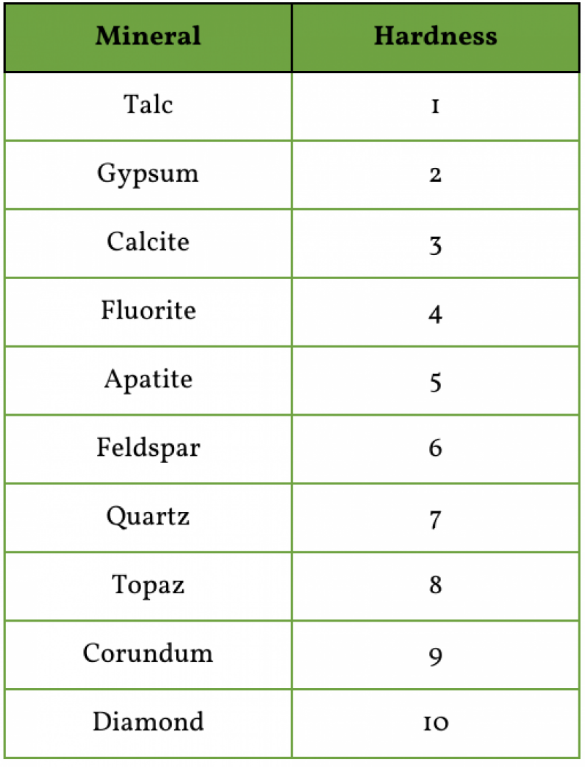 Mineral Hardness
Talc 1
Gypsum 2
Calcite 3
Fluorite 4
Apatite 5
Feldspar 6
Quartz 7
Topaz 8
Corundum 9
Diamond 10